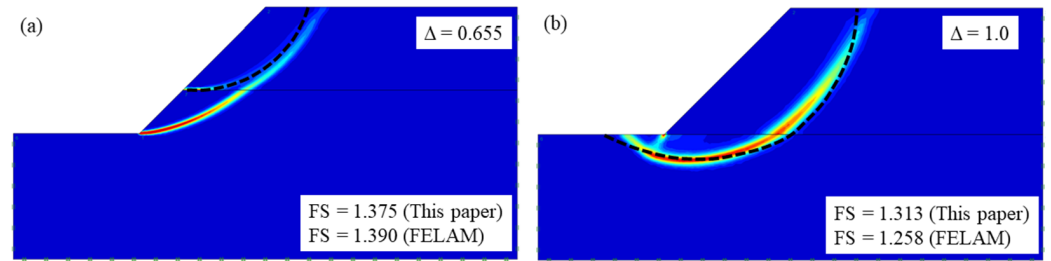 (a)
Δ = 0.655
FS = 1.375 (This paper)
FS = 1.390 (FELAM)
(b)
Δ = 1.0
FS = 1.313 (This paper)
FS = 1.258 (FELAM)